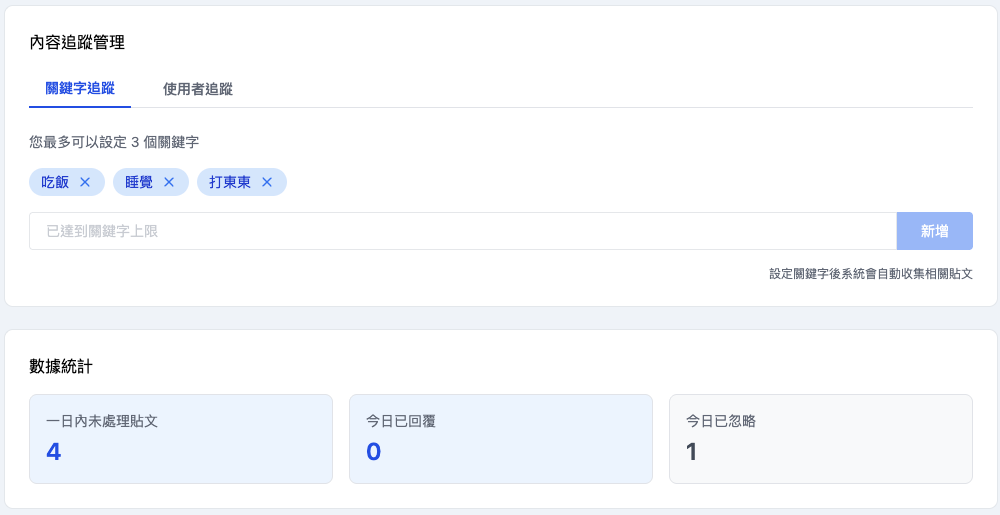 內容追蹤管理
關鍵字追蹤 使用者追蹤
您最多可以設定 3 個關鍵字
吃飯 ✕ 睡覺 ✕ 打東東 ✕
已達到關鍵字上限 新增
設定關鍵字後系統會自動收集相關貼文
數據統計
一日內未處理貼文 今日已回覆 今日已忽略
4 0 1